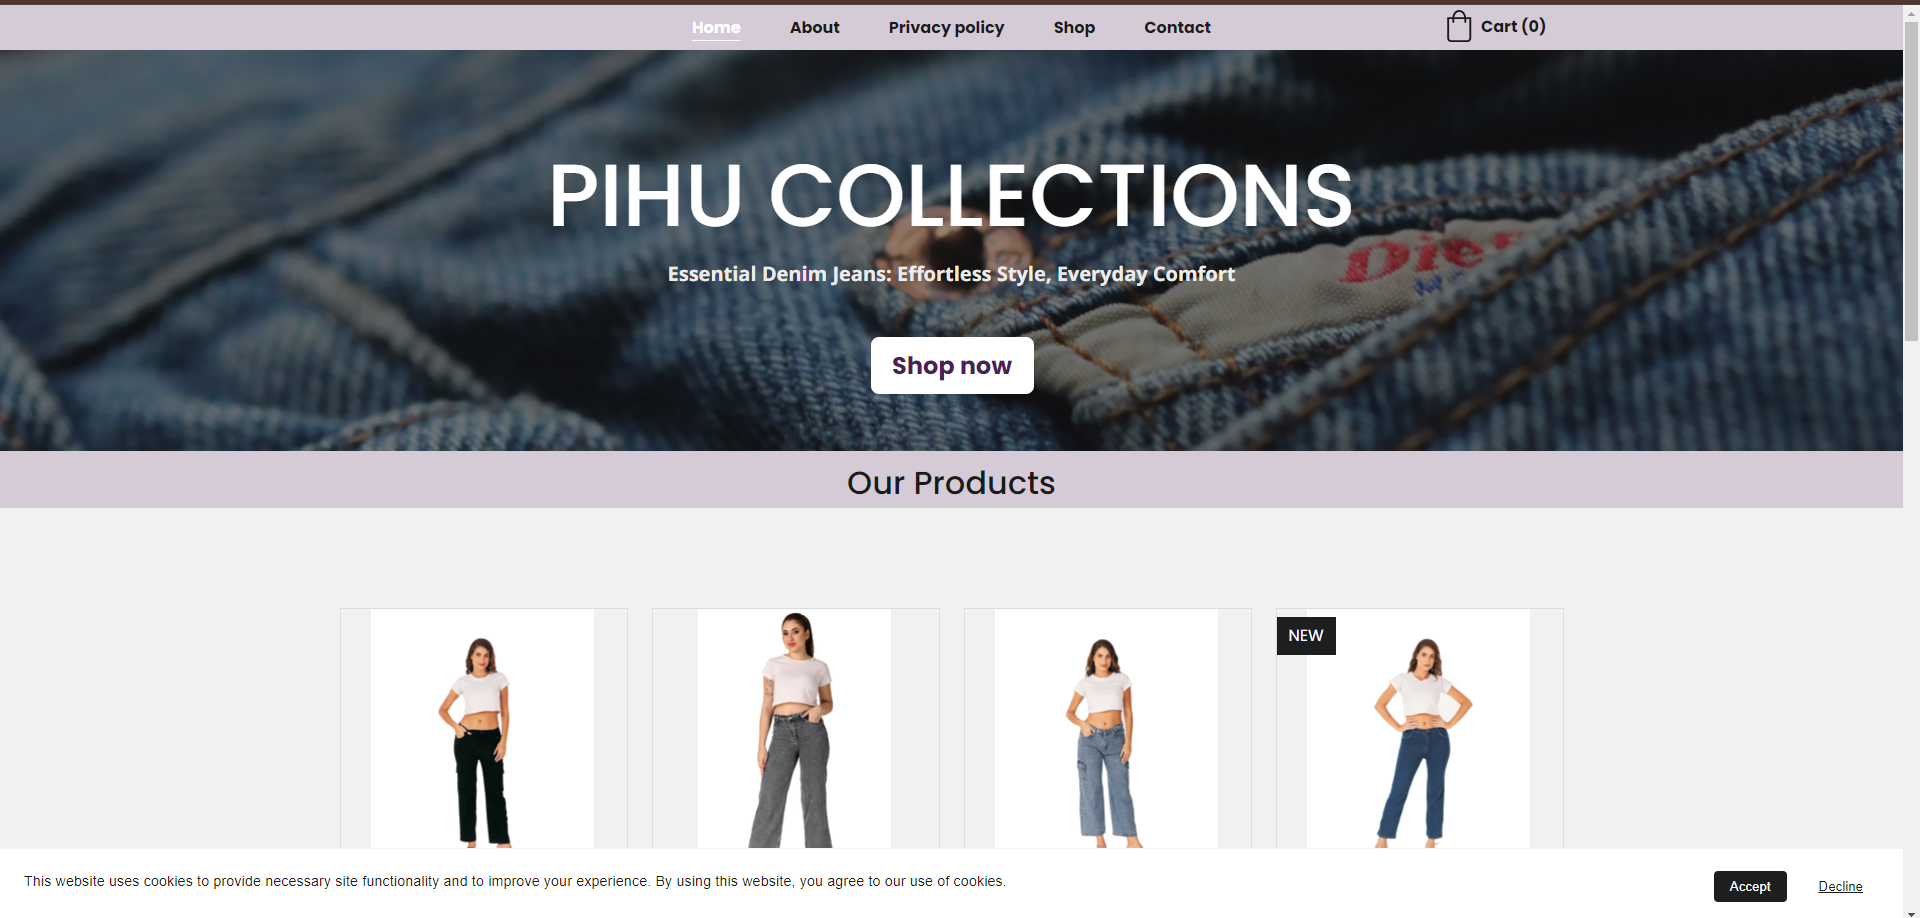 Home About Privacy policy Shop Contact Cart (0)
PIHU COLLECTIONS
Essential Denim Jeans: Effortless Style, Everyday Comfort
Shop now
Our Products
NEW
This website uses cookies to provide necessary site functionality and to improve your experience. By using this website, you agree to our use of cookies.
Accept Decline